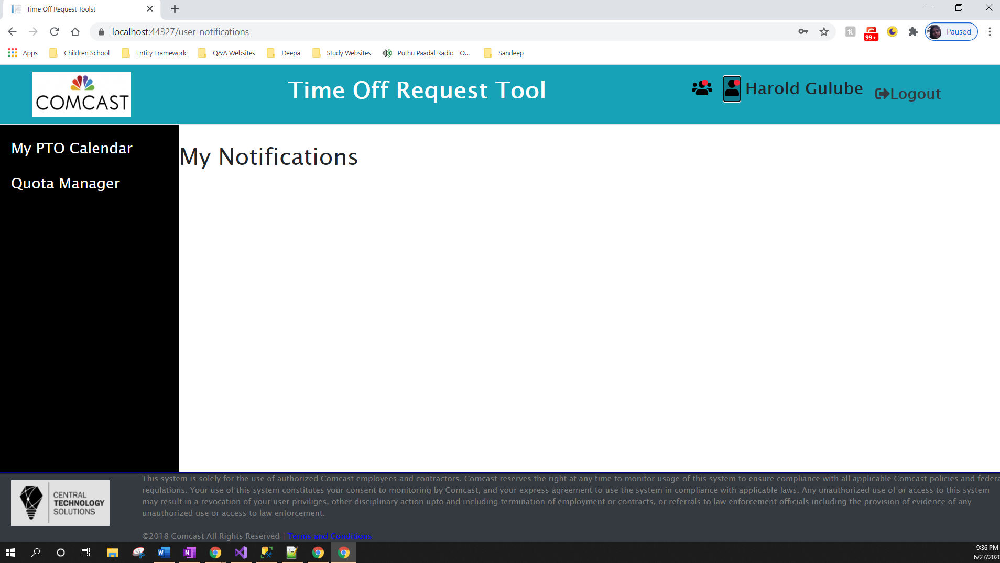 Time Off Request Toolst
localhost:44327/user-notifications
99+
Paused
Apps
Children School
Entity Framework
Q&A Websites
Deepa
Study Websites
Puthu Paadal Radio - O...
Sandeep
COMCAST
Time Off Request Tool
Harold Gulube
Logout
My PTO Calendar
Quota Manager
My Notifications
CENTRAL
TECHNOLOGY
SOLUTIONS
This system is solely for the use of authorized Comcast employees and contractors. Comcast reserves the right at any time to monitor usage of this system to ensure compliance with all applicable Comcast policies and federa
regulations. Your use of this system constitutes your consent to monitoring by Comcast, and your express agreement to use the system in compliance with applicable laws. Any unauthorized use of or access to this system
may result in a revocation of your user priviliges, other disciplinary action upto and including termination of employment or contracts, or referrals to law enforcement officials including the provision of evidence of any
unauthorized use or access to law enforcement.
©2018 Comcast All Rights Reserved | Terms and Conditions
9:36 PM
6/27/2020